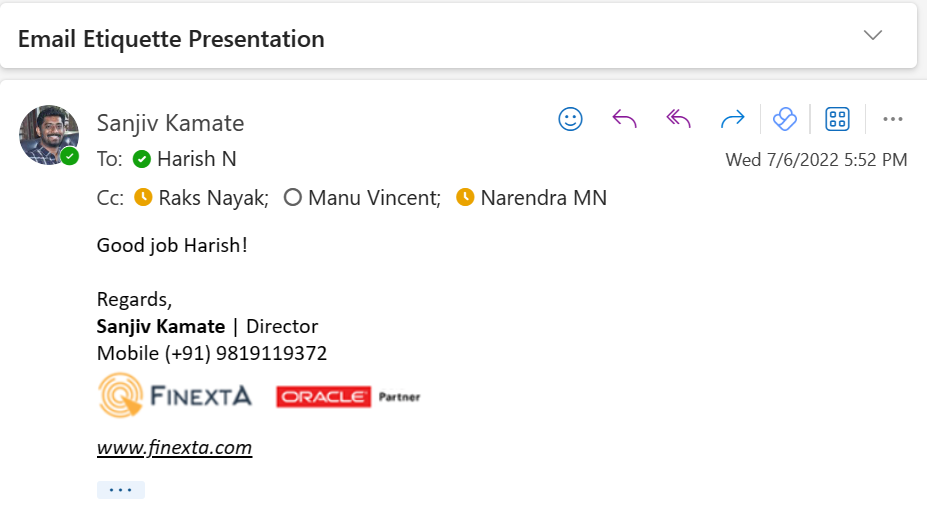 Email Etiquette Presentation
Sanjiv Kamate
To: Harish N
Wed 7/6/2022 5:52 PM
Cc: Raks Nayak; Manu Vincent; Narendra MN
Good job Harish!
Regards,
Sanjiv Kamate | Director
Mobile (+91) 9819119372
FINEXTA ORACLE Partner
www.finexta.com